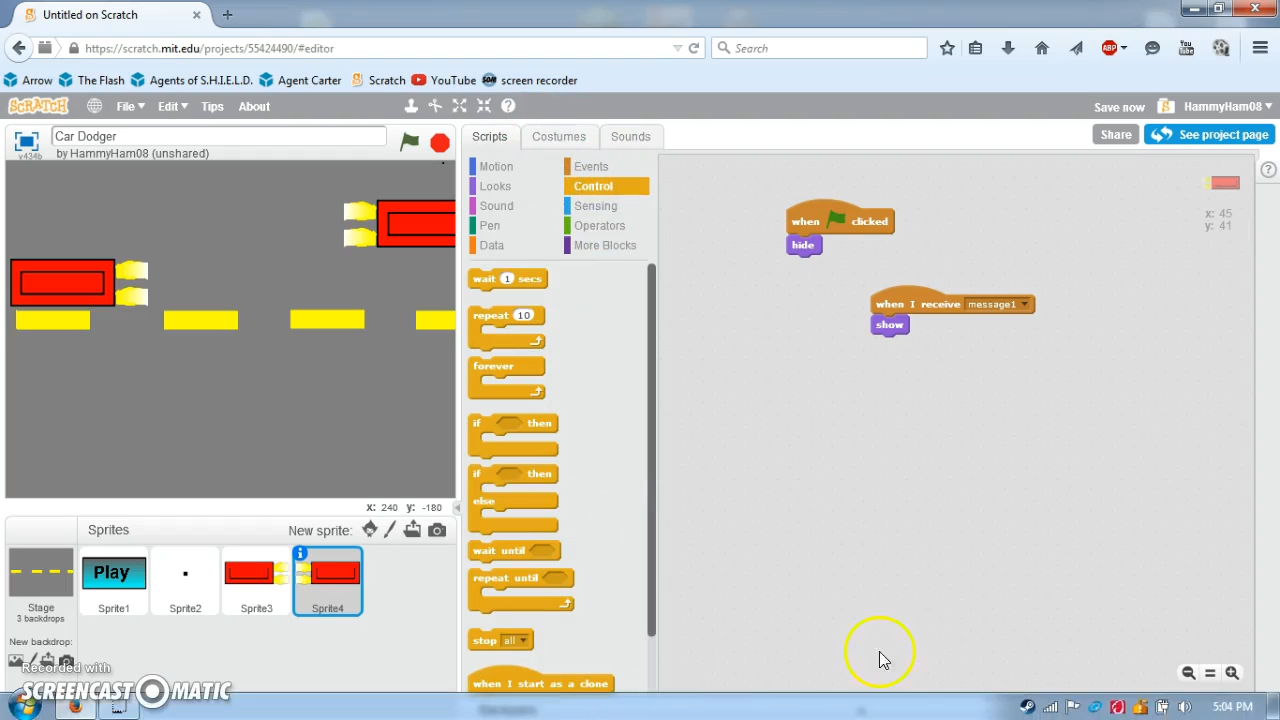 Untitled on Scratch
https://scratch.mit.edu/projects/55424490/#editor
Search
ABP
You Tube
Arrow The Flash Agents of S.H.I.E.L.D. Agent Carter Scratch YouTube SOM screen recorder
SCRATCH File Edit Tips About Save now HammyHam08
Car Dodger
by HammyHam08 (unshared)
v434b
Scripts Costumes Sounds
Share See project page
Motion Events
Looks Control
Sound Sensing
Pen Operators
Data More Blocks
wait 1 secs
repeat 10
forever
if then
if then
else
wait until
repeat until
stop all
when I start as a clone
when clicked
hide
when I receive message1
show
x: 45
y: 41
x: 240 y: -180
Sprites New sprite:
Play
Stage
3 backdrops
Sprite1 Sprite2 Sprite3 Sprite4
New backdrop:
Recorded with
SCREENCAST-O-MATIC
5:04 PM